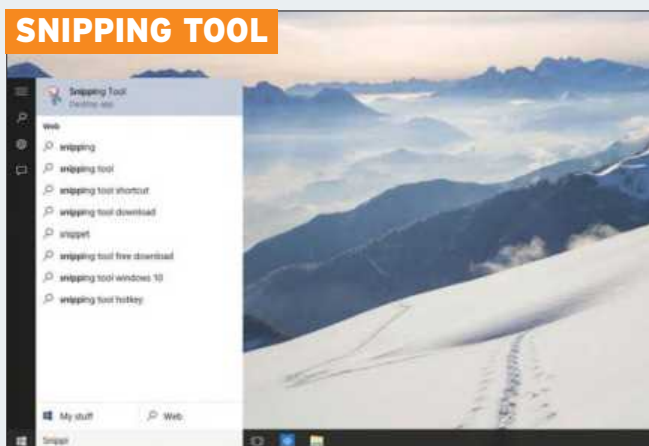 SNIPPING TOOL
Snipping Tool
Desktop app
Web
snipping
snipping tool
snipping tool shortcut
snipping tool download
snippet
snipping tool free download
snipping tool windows 10
snipping tool hotkey
My stuff
Web
Snippi